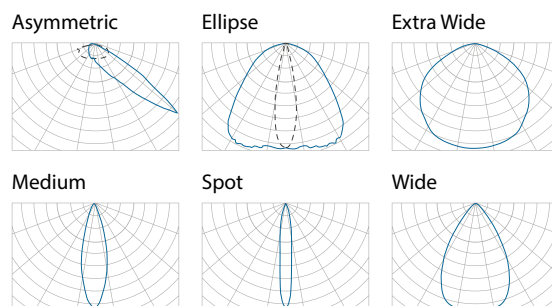 Asymmetric
Ellipse
Extra Wide
Medium
Spot
Wide